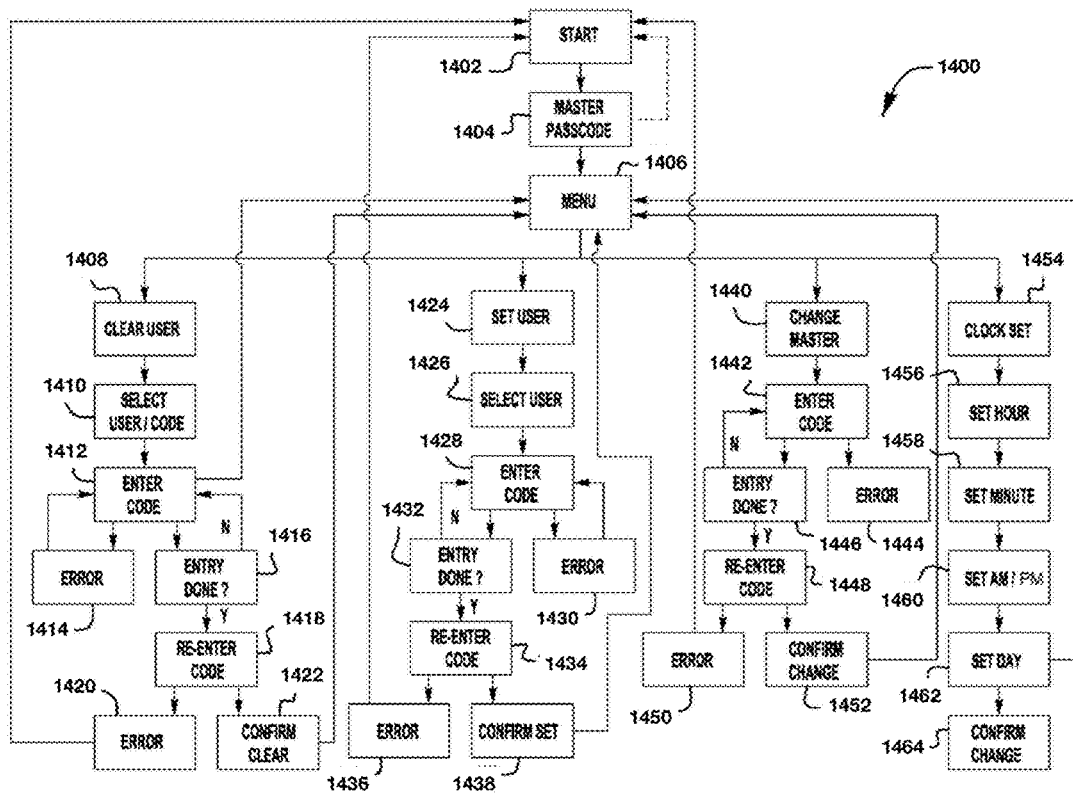 START
1402
1400
MASTER
PASSCODE
1404
1406
MENU
1408
CLEAR USER
1410
SELECT
USER / CODE
1412
ENTER
CODE
N
1416
ERROR
ENTRY
DONE ?
1414
Y
1418
RE-ENTER
CODE
1420
1422
ERROR
CONFIRM
CLEAR
1424
SET USER
1426
SELECT USER
1428
ENTER
CODE
1432
N
ENTRY
DONE ?
ERROR
1430
Y
RE-ENTER
CODE
1434
ERROR
CONFIRM SET
1436
1438
1440
CHANGE
MASTER
1442
ENTER
CODE
N
ENTRY
DONE ?
ERROR
1446
1444
Y
RE-ENTER
CODE
1448
ERROR
CONFIRM
CHANGE
1450
1452
1454
CLOCK SET
1456
SET HOUR
1458
SET MINUTE
1460
SET AM / PM
SET DAY
1462
1464
CONFIRM
CHANGE